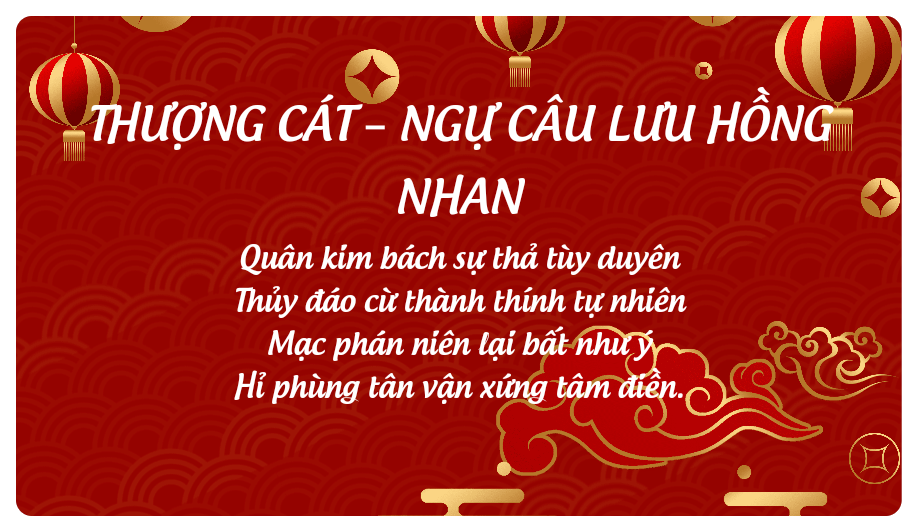 THƯỢNG CÁT – NGỰ CÂU LƯU HỒNG
NHAN
Quân kim bách sự thả tùy duyên
Thủy đáo cừ thành thính tự nhiên
Mạc phán niên lại bất như ý
Hỉ phùng tân vận xứng tâm điền.